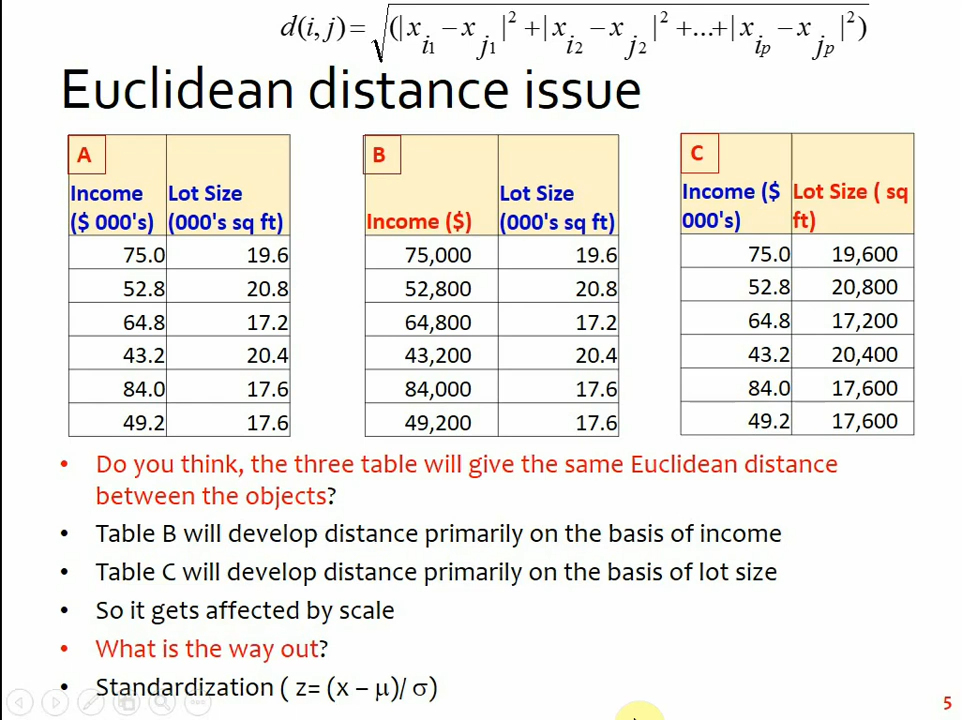 d(i, j) = √(|x_i1 − x_j1|² + |x_i2 − x_j2|² + ... + |x_ip − x_jp|²)
Euclidean distance issue
A
Income ($ 000's) Lot Size (000's sq ft)
75.0 19.6
52.8 20.8
64.8 17.2
43.2 20.4
84.0 17.6
49.2 17.6
B
Income ($) Lot Size (000's sq ft)
75,000 19.6
52,800 20.8
64,800 17.2
43,200 20.4
84,000 17.6
49,200 17.6
C
Income ($ 000's) Lot Size ( sq ft)
75.0 19,600
52.8 20,800
64.8 17,200
43.2 20,400
84.0 17,600
49.2 17,600
• Do you think, the three table will give the same Euclidean distance
between the objects?
• Table B will develop distance primarily on the basis of income
• Table C will develop distance primarily on the basis of lot size
• So it gets affected by scale
• What is the way out?
• Standardization ( z= (x – μ)/ σ)
5